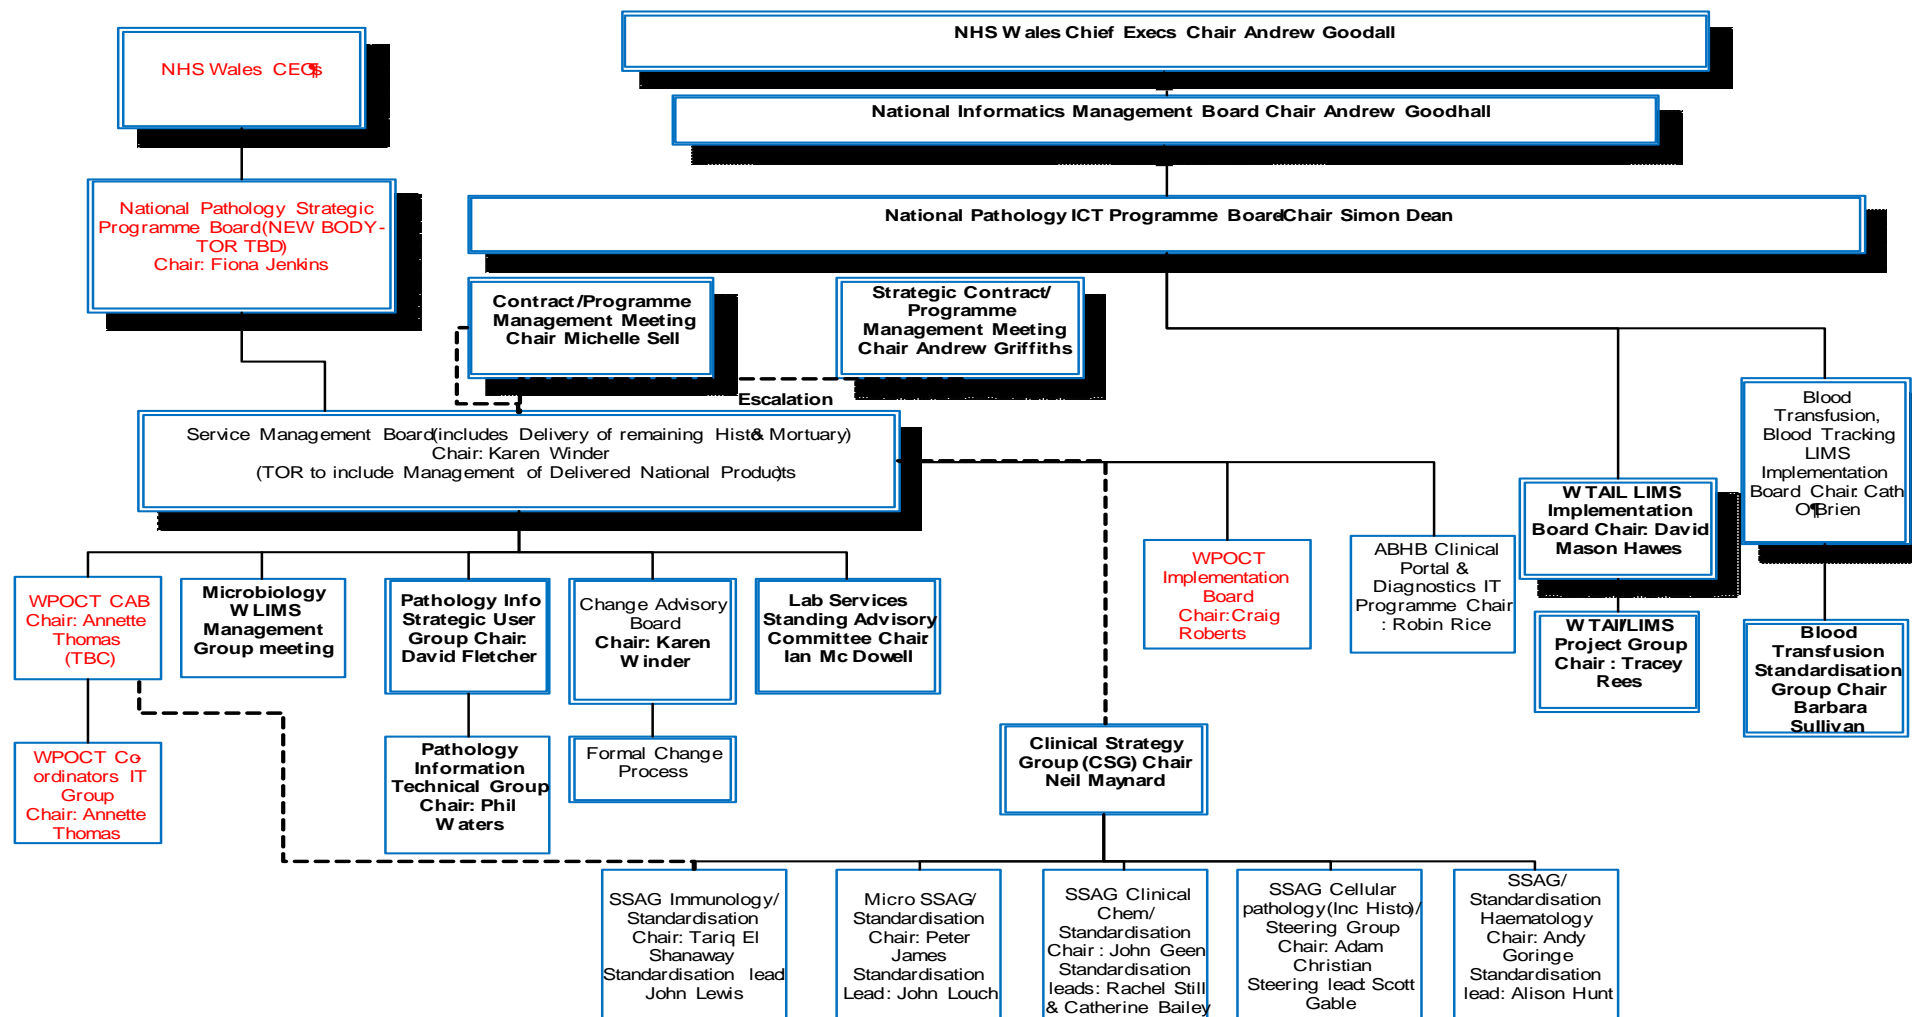 NHS Wales Chief Execs Chair Andrew Goodall
NHS Wales CEOs
National Informatics Management Board Chair Andrew Goodhall
National Pathology Strategic
Programme Board(NEW BODY-
TOR TBD)
Chair: Fiona Jenkins
National Pathology ICT Programme Board-Chair Simon Dean
Contract/Programme
Management Meeting
Chair Michelle Sell
Strategic Contract/
Programme
Management Meeting
Chair Andrew Griffiths
Escalation
Service Management Board(includes Delivery of remaining Histo& Mortuary)
Chair: Karen Winder
(TOR to include Management of Delivered National Products)
Blood
Transfusion,
Blood Tracking
LIMS
Implementation
Board Chair: Cath
O¶Brien
WTAIL LIMS
Implementation
Board Chair: David
Mason Hawes
WPOCT
Implementation
Board
Chair:Craig
Roberts
ABHB Clinical
Portal &
Diagnostics IT
Programme Chair
: Robin Rice
WPOCT CAB
Chair: Annette
Thomas
(TBC)
Microbiology
WLIMS
Management
Group meeting
Pathology Info
Strategic User
Group Chair:
David Fletcher
Change Advisory
Board
Chair: Karen
Winder
Lab Services
Standing Advisory
Committee Chair:
Ian Mc Dowell
WTAIL/LIMS
Project Group
Chair : Tracey
Rees
Blood
Transfusion
Standardisation
Group Chair
Barbara
Sullivan
WPOCT Co-
ordinators IT
Group
Chair: Annette
Thomas
Pathology
Information
Technical Group
Chair: Phil
Waters
Formal Change
Process
Clinical Strategy
Group (CSG) Chair
Neil Maynard
SSAG Immunology/
Standardisation
Chair: Tariq El
Shanaway
Standardisation lead
John Lewis
Micro SSAG/
Standardisation
Chair: Peter
James
Standardisation
Lead: John Louch
SSAG Clinical
Chem/
Standardisation
Chair : John Geen
Standardisation
leads: Rachel Still
& Catherine Bailey
SSAG Cellular
pathology(Inc Histo)/
Steering Group
Chair: Adam
Christian
Steering lead: Scott
Gable
SSAG/
Standardisation
Haematology
Chair: Andy
Goringe
Standardisation
lead: Alison Hunt